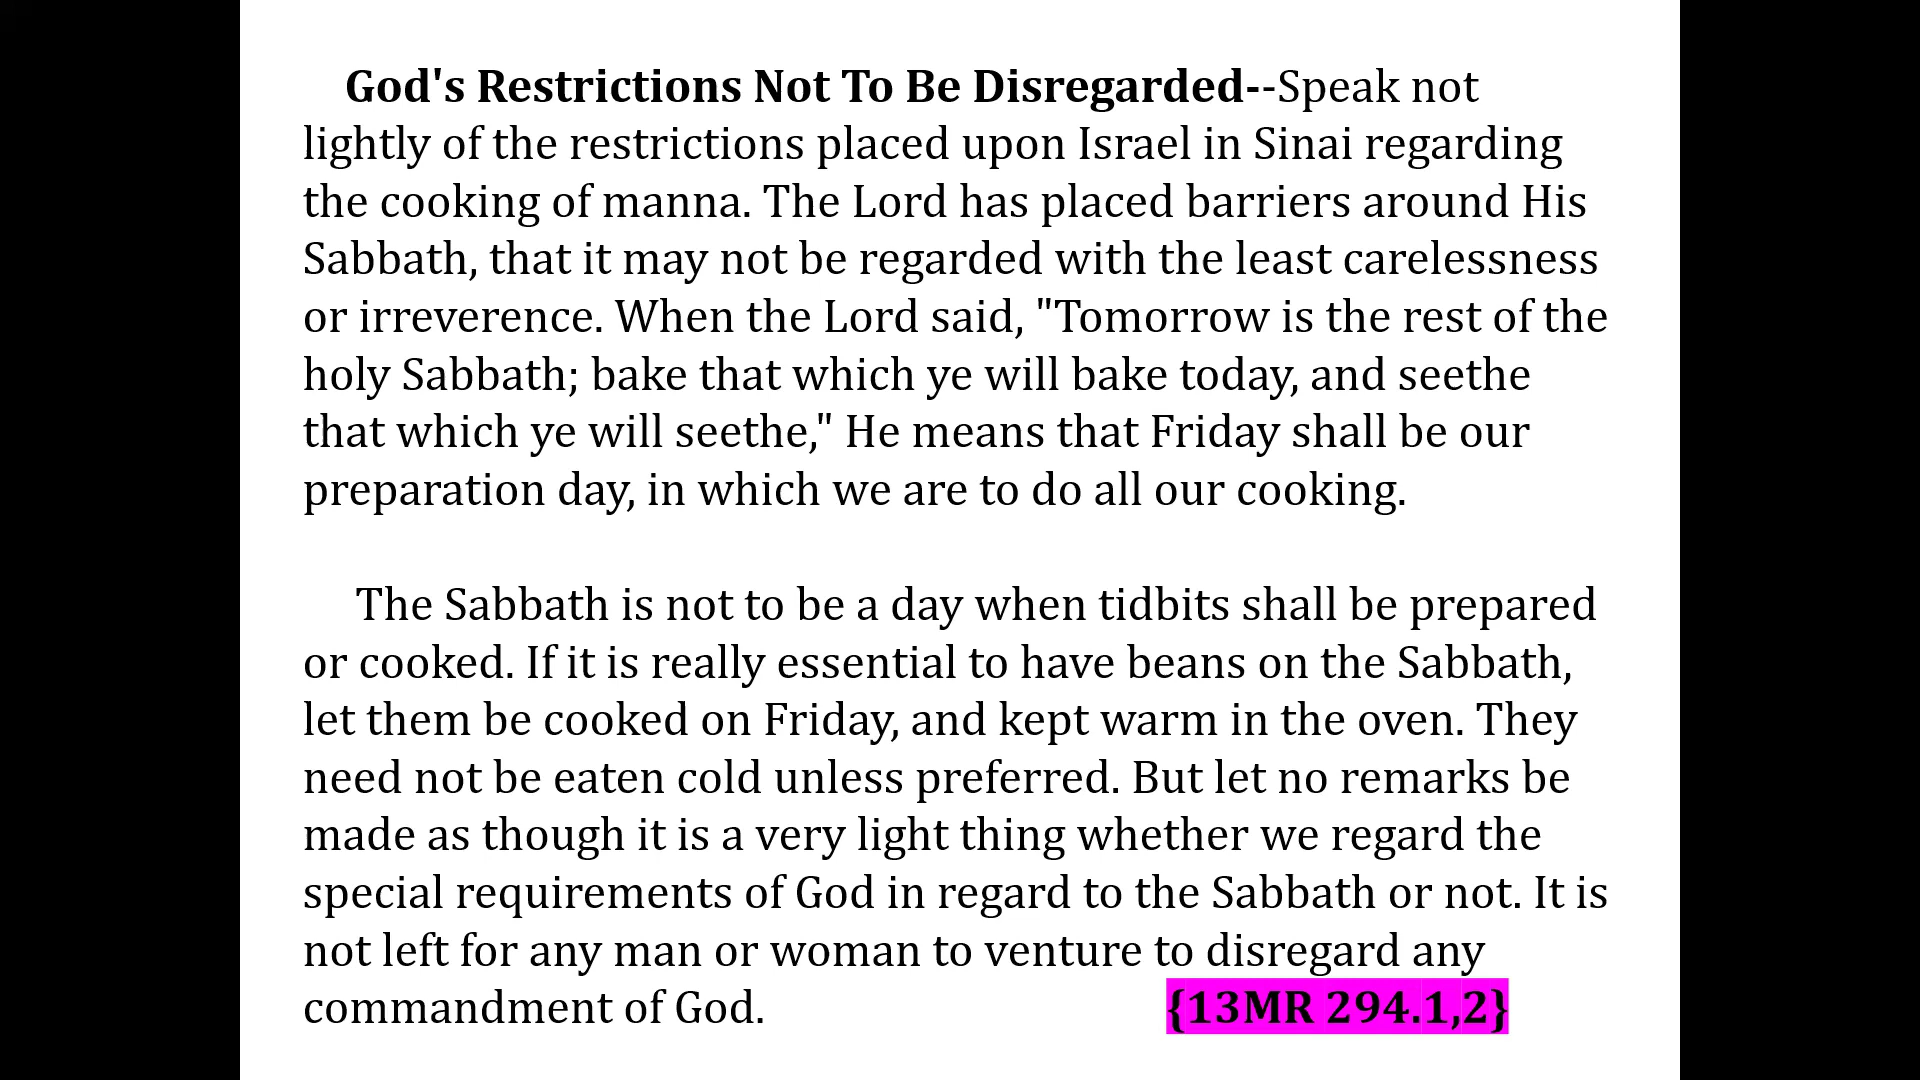 God's Restrictions Not To Be Disregarded--Speak not
lightly of the restrictions placed upon Israel in Sinai regarding
the cooking of manna. The Lord has placed barriers around His
Sabbath, that it may not be regarded with the least carelessness
or irreverence. When the Lord said, "Tomorrow is the rest of the
holy Sabbath; bake that which ye will bake today, and seethe
that which ye will seethe," He means that Friday shall be our
preparation day, in which we are to do all our cooking.
The Sabbath is not to be a day when tidbits shall be prepared
or cooked. If it is really essential to have beans on the Sabbath,
let them be cooked on Friday, and kept warm in the oven. They
need not be eaten cold unless preferred. But let no remarks be
made as though it is a very light thing whether we regard the
special requirements of God in regard to the Sabbath or not. It is
not left for any man or woman to venture to disregard any
commandment of God. {13MR 294.1,2}